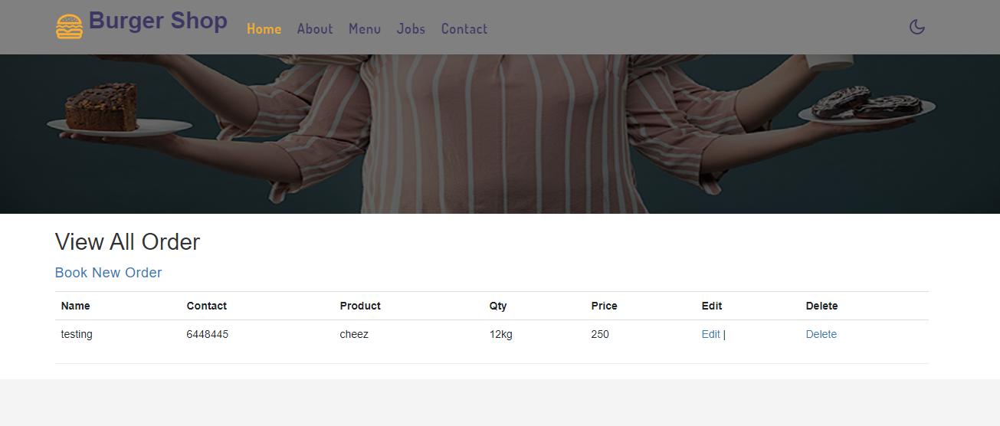 Burger Shop Home About Menu Jobs Contact
View All Order
Book New Order
Name Contact Product Qty Price Edit Delete
testing 6448445 cheez 12kg 250 Edit | Delete